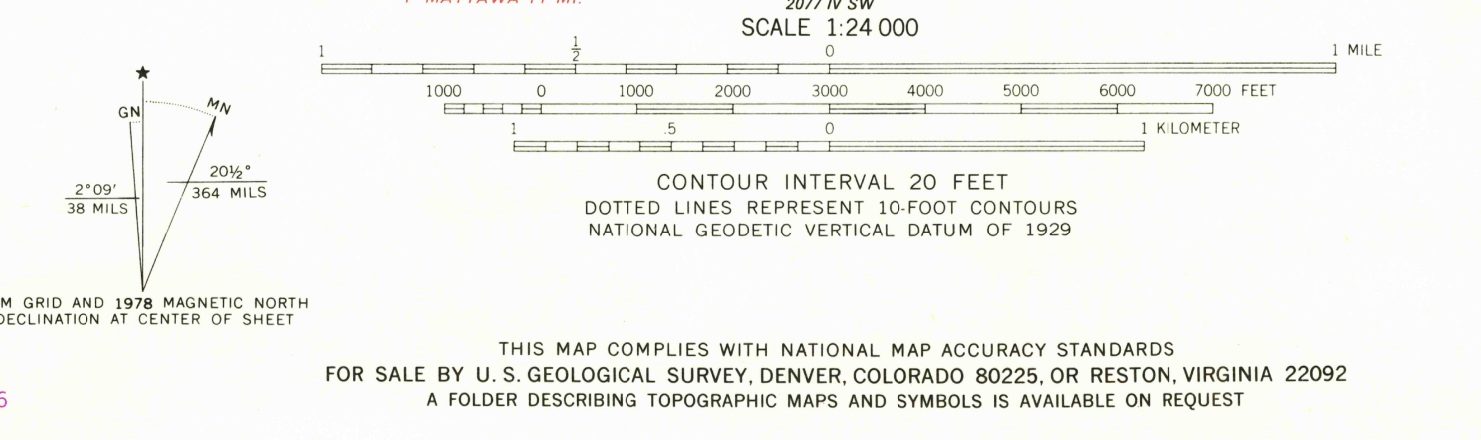 MATTAWA 11 MI.
2077 IV SW
SCALE 1:24 000
1 1/2 0 1 MILE
1000 0 1000 2000 3000 4000 5000 6000 7000 FEET
1 .5 0 1 KILOMETER
GN
MN
2°09′
38 MILS
20½°
364 MILS
M GRID AND 1978 MAGNETIC NORTH
DECLINATION AT CENTER OF SHEET
CONTOUR INTERVAL 20 FEET
DOTTED LINES REPRESENT 10-FOOT CONTOURS
NATIONAL GEODETIC VERTICAL DATUM OF 1929
THIS MAP COMPLIES WITH NATIONAL MAP ACCURACY STANDARDS
FOR SALE BY U. S. GEOLOGICAL SURVEY, DENVER, COLORADO 80225, OR RESTON, VIRGINIA 22092
A FOLDER DESCRIBING TOPOGRAPHIC MAPS AND SYMBOLS IS AVAILABLE ON REQUEST